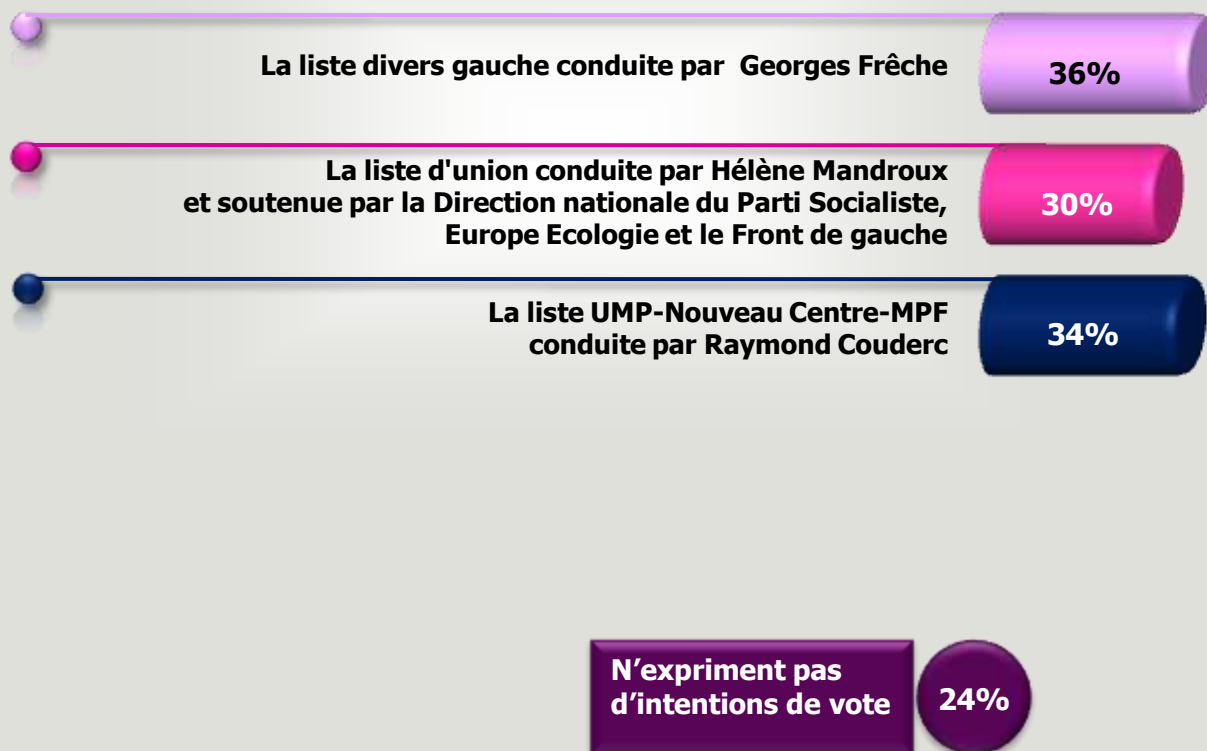 La liste divers gauche conduite par Georges Frêche
36%
La liste d'union conduite par Hélène Mandroux
et soutenue par la Direction nationale du Parti Socialiste,
Europe Ecologie et le Front de gauche
30%
La liste UMP-Nouveau Centre-MPF
conduite par Raymond Couderc
34%
N’expriment pas
d’intentions de vote
24%